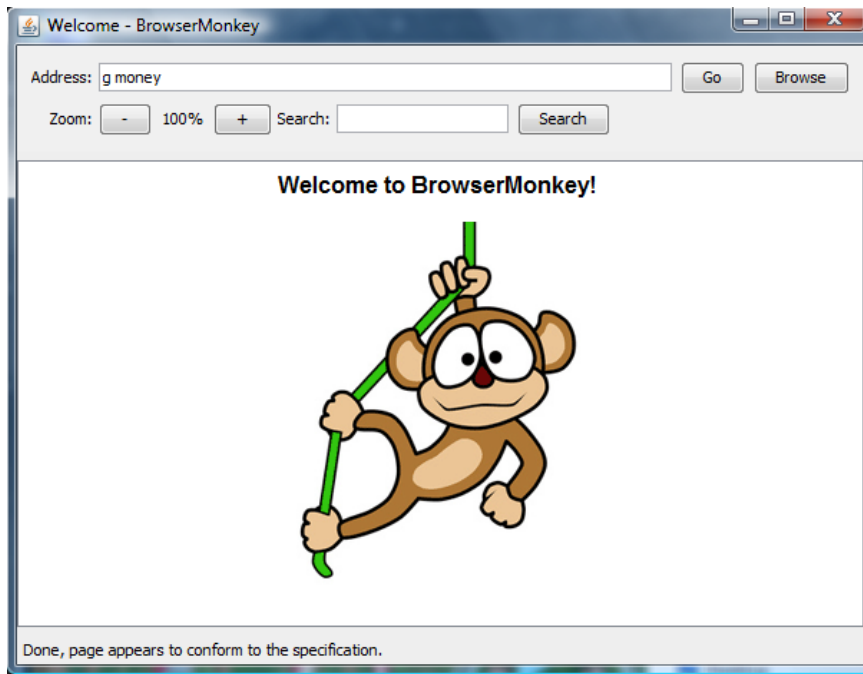 Welcome - BrowserMonkey
Address: g money Go Browse
Zoom: - 100% + Search: Search
Welcome to BrowserMonkey!
Done, page appears to conform to the specification.